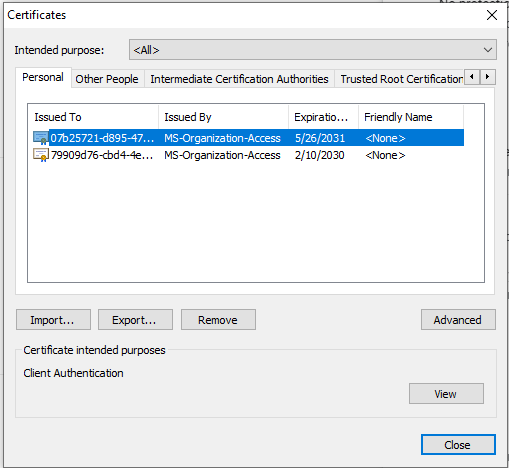 No protectio
Certificates
Intended purpose: <All>
Personal Other People Intermediate Certification Authorities Trusted Root Certification
Issued To Issued By Expiratio... Friendly Name
07b25721-d895-47... MS-Organization-Access 5/26/2031 <None>
79909d76-cbd4-4e... MS-Organization-Access 2/10/2030 <None>
Import... Export... Remove Advanced
Certificate intended purposes
Client Authentication
View
Close